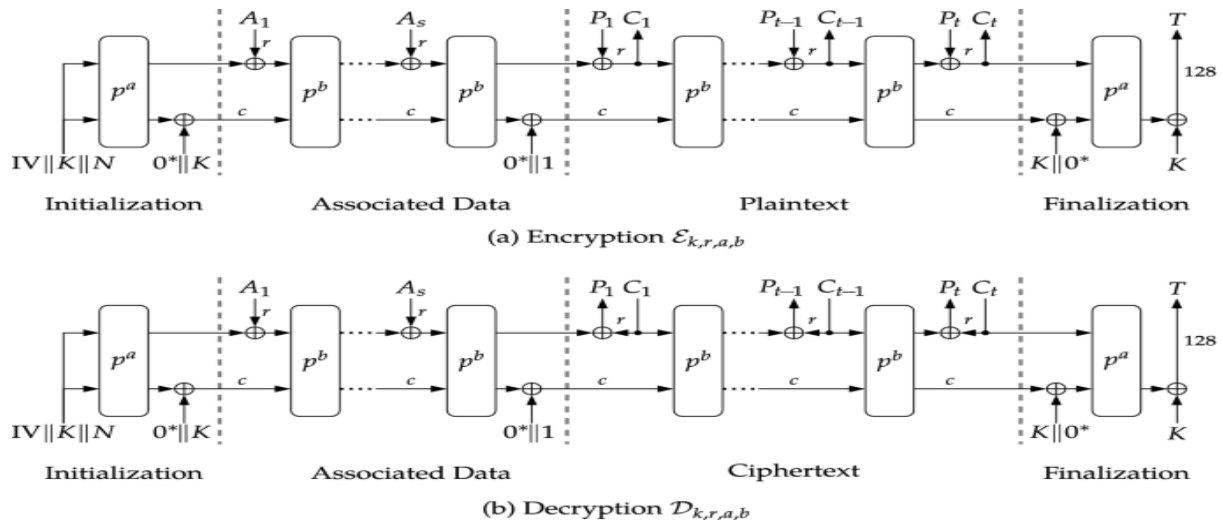 A₁ Aₛ P₁ C₁ Pₜ₋₁ Cₜ₋₁ Pₜ Cₜ T
r r r r r
128
pᵃ pᵇ pᵇ pᵇ pᵇ pᵃ
c c c c c
IV‖K‖N 0*‖K 0*‖1 K‖0* K
Initialization Associated Data Plaintext Finalization
(a) Encryption ℰₖ,ᵣ,ₐ,b
A₁ Aₛ P₁ C₁ Pₜ₋₁ Cₜ₋₁ Pₜ Cₜ T
r r r r r
128
pᵃ pᵇ pᵇ pᵇ pᵇ pᵃ
c c c c c
IV‖K‖N 0*‖K 0*‖1 K‖0* K
Initialization Associated Data Ciphertext Finalization
(b) Decryption 𝒟ₖ,ᵣ,ₐ,b